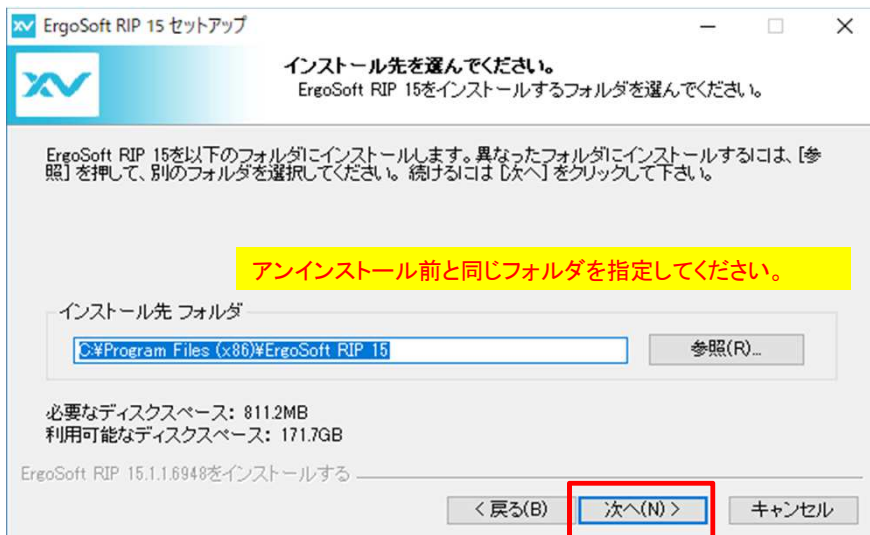 ErgoSoft RIP 15 セットアップ
インストール先を選んでください。
ErgoSoft RIP 15をインストールするフォルダを選んでください。
ErgoSoft RIP 15を以下のフォルダにインストールします。異なったフォルダにインストールするには、[参
照] を押して、別のフォルダを選択してください。 続けるには [次へ] をクリックして下さい。
アンインストール前と同じフォルダを指定してください。
インストール先 フォルダ
C:¥Program Files (x86)¥ErgoSoft RIP 15
参照(R)...
必要なディスクスペース: 811.2MB
利用可能なディスクスペース: 171.7GB
ErgoSoft RIP 15.1.1.6948をインストールする
< 戻る(B)
次へ(N) >
キャンセル